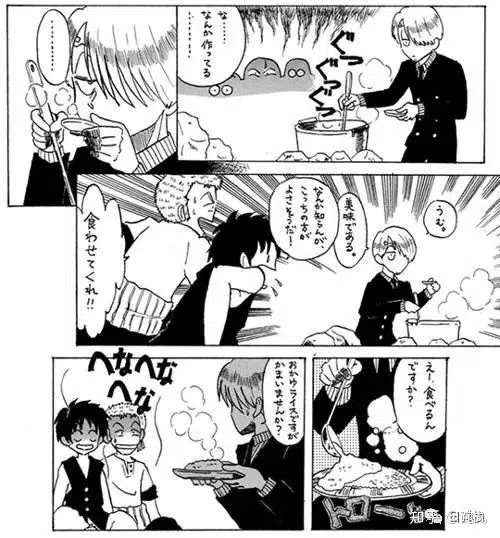 な……
なんか作ってる
………
………
ぐつ
ぐつ
ぐつ
うむ。
美味である。
なんか知らんが
こっちの方が
よさそうだ！
食わせてくれ!!
えー、食べるん
ですか？
おかゆライスですが
かまいませんか？
へなへな
へな
知乎